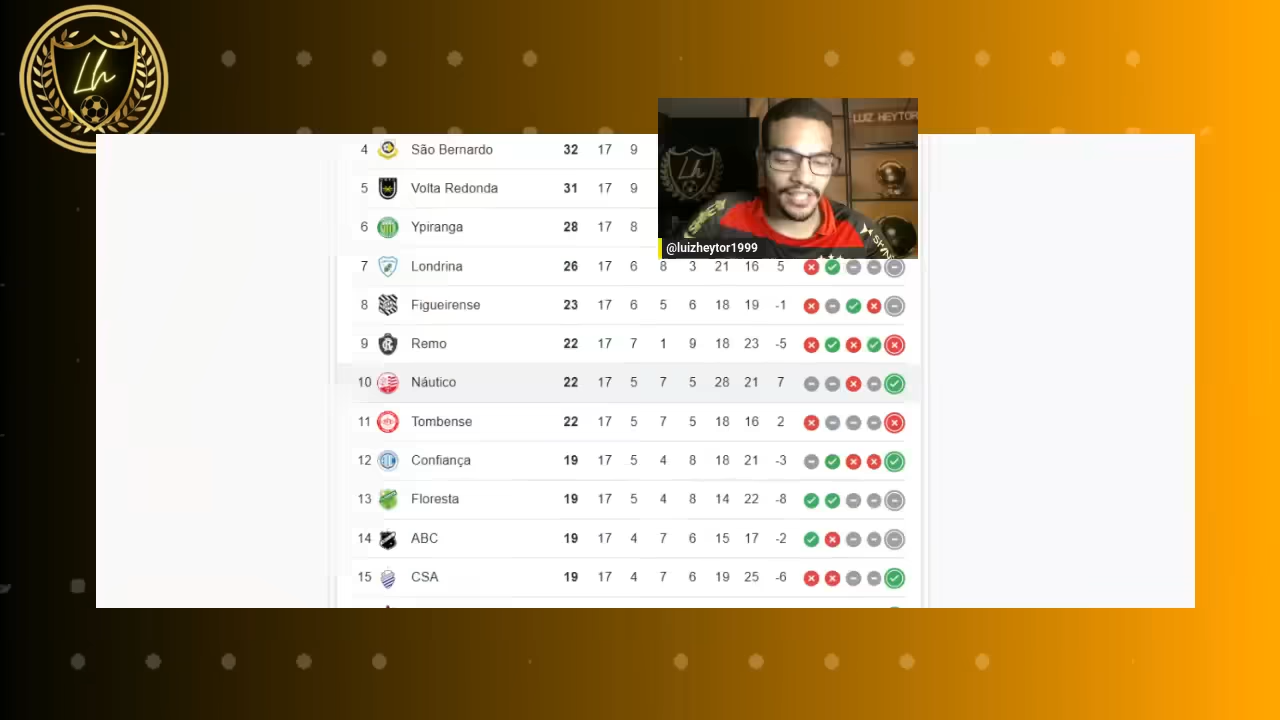 Lh
4 São Bernardo 32 17 9
5 Volta Redonda 31 17 9
6 Ypiranga 28 17 8
LUIZ HEYTOR
Lh
@luizheytor1999
7 Londrina 26 17 6 8 3 21 16 5
8 Figueirense 23 17 6 5 6 18 19 -1
9 Remo 22 17 7 1 9 18 23 -5
10 Náutico 22 17 5 7 5 28 21 7
11 Tombense 22 17 5 7 5 18 16 2
12 Confiança 19 17 5 4 8 18 21 -3
13 Floresta 19 17 5 4 8 14 22 -8
14 ABC 19 17 4 7 6 15 17 -2
15 CSA 19 17 4 7 6 19 25 -6